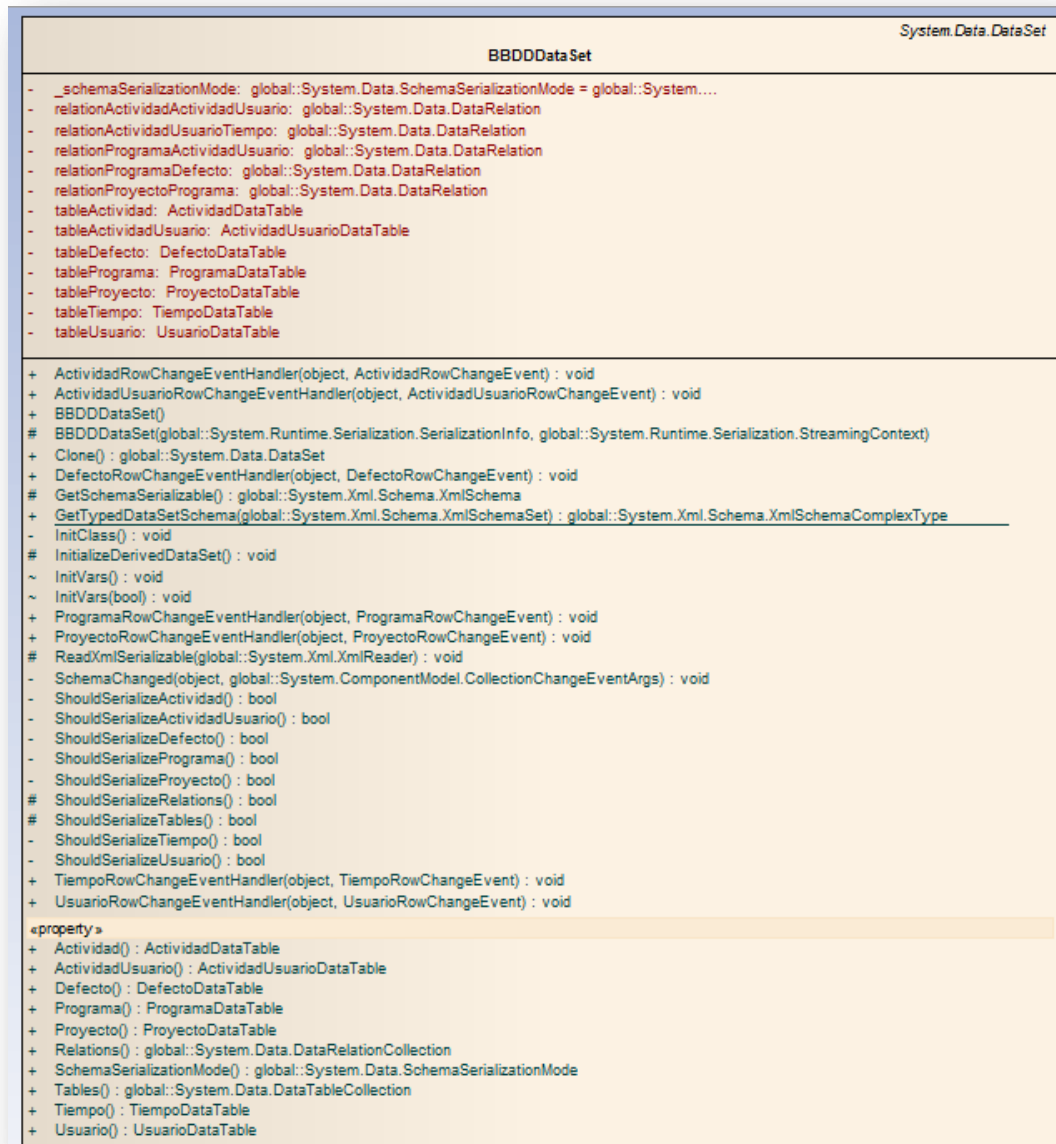 System.Data.DataSet
BBDDDataSet
- _schemaSerializationMode: global::System.Data.SchemaSerializationMode = global::System....
- relationActividadActividadUsuario: global::System.Data.DataRelation
- relationActividadUsuarioTiempo: global::System.Data.DataRelation
- relationProgramaActividadUsuario: global::System.Data.DataRelation
- relationProgramaDefecto: global::System.Data.DataRelation
- relationProyectoPrograma: global::System.Data.DataRelation
- tableActividad: ActividadDataTable
- tableActividadUsuario: ActividadUsuarioDataTable
- tableDefecto: DefectoDataTable
- tablePrograma: ProgramaDataTable
- tableProyecto: ProyectoDataTable
- tableTiempo: TiempoDataTable
- tableUsuario: UsuarioDataTable
+ ActividadRowChangeEventHandler(object, ActividadRowChangeEvent) : void
+ ActividadUsuarioRowChangeEventHandler(object, ActividadUsuarioRowChangeEvent) : void
+ BBDDDataSet()
# BBDDDataSet(global::System.Runtime.Serialization.SerializationInfo, global::System.Runtime.Serialization.StreamingContext)
+ Clone() : global::System.Data.DataSet
+ DefectoRowChangeEventHandler(object, DefectoRowChangeEvent) : void
# GetSchemaSerializable() : global::System.Xml.Schema.XmlSchema
+ GetTypedDataSetSchema(global::System.Xml.Schema.XmlSchemaSet) : global::System.Xml.Schema.XmlSchemaComplexType
- InitClass() : void
# InitializeDerivedDataSet() : void
~ InitVars() : void
~ InitVars(bool) : void
+ ProgramaRowChangeEventHandler(object, ProgramaRowChangeEvent) : void
+ ProyectoRowChangeEventHandler(object, ProyectoRowChangeEvent) : void
# ReadXmlSerializable(global::System.Xml.XmlReader) : void
- SchemaChanged(object, global::System.ComponentModel.CollectionChangeEventArgs) : void
- ShouldSerializeActividad() : bool
- ShouldSerializeActividadUsuario() : bool
- ShouldSerializeDefecto() : bool
- ShouldSerializePrograma() : bool
- ShouldSerializeProyecto() : bool
# ShouldSerializeRelations() : bool
# ShouldSerializeTables() : bool
- ShouldSerializeTiempo() : bool
- ShouldSerializeUsuario() : bool
+ TiempoRowChangeEventHandler(object, TiempoRowChangeEvent) : void
+ UsuarioRowChangeEventHandler(object, UsuarioRowChangeEvent) : void
«property»
+ Actividad() : ActividadDataTable
+ ActividadUsuario() : ActividadUsuarioDataTable
+ Defecto() : DefectoDataTable
+ Programa() : ProgramaDataTable
+ Proyecto() : ProyectoDataTable
+ Relations() : global::System.Data.DataRelationCollection
+ SchemaSerializationMode() : global::System.Data.SchemaSerializationMode
+ Tables() : global::System.Data.DataTableCollection
+ Tiempo() : TiempoDataTable
+ Usuario() : UsuarioDataTable